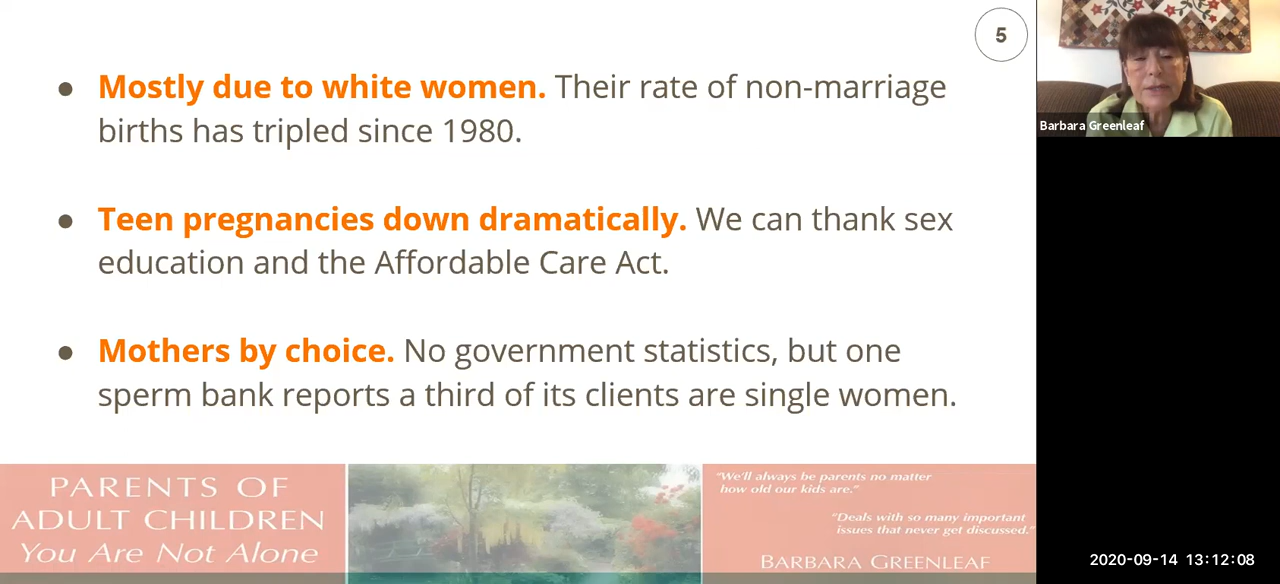 5
● Mostly due to white women. Their rate of non-marriage
births has tripled since 1980.
● Teen pregnancies down dramatically. We can thank sex
education and the Affordable Care Act.
● Mothers by choice. No government statistics, but one
sperm bank reports a third of its clients are single women.
PARENTS OF
ADULT CHILDREN
You Are Not Alone
"We'll always be parents no matter
how old our kids are."
"Deals with so many important
issues that never get discussed."
BARBARA GREENLEAF
Barbara Greenleaf
2020-09-14 13:12:08